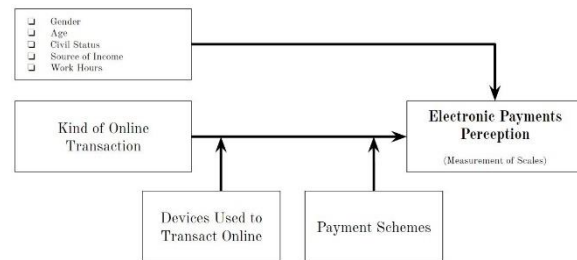 ❑ Gender
❑ Age
❑ Civil Status
❑ Source of Income
❑ Work Hours
Kind of Online
Transaction
Electronic Payments
Perception
(Measurement of Scales)
Devices Used to
Transact Online
Payment Schemes